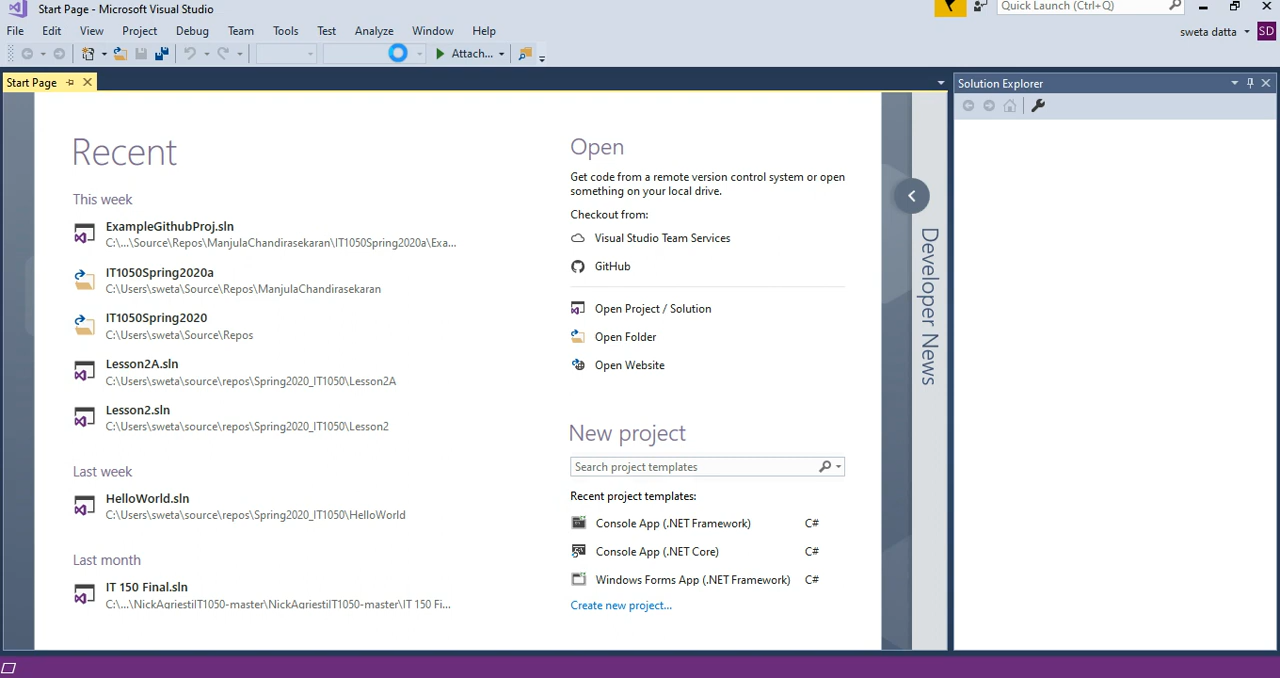 Start Page - Microsoft Visual Studio
Quick Launch (Ctrl+Q)
File Edit View Project Debug Team Tools Test Analyze Window Help
sweta datta SD
Attach...
Start Page
Solution Explorer
Recent
This week
ExampleGithubProj.sln
C:\...\Source\Repos\ManjulaChandirasekaran\IT1050Spring2020a\Exa...
IT1050Spring2020a
C:\Users\sweta\Source\Repos\ManjulaChandirasekaran
IT1050Spring2020
C:\Users\sweta\Source\Repos
Lesson2A.sln
C:\Users\sweta\source\repos\Spring2020_IT1050\Lesson2A
Lesson2.sln
C:\Users\sweta\source\repos\Spring2020_IT1050\Lesson2
Last week
HelloWorld.sln
C:\Users\sweta\source\repos\Spring2020_IT1050\HelloWorld
Last month
IT 150 Final.sln
C:\...\NickAgriestiIT1050-master\NickAgriestiIT1050-master\IT 150 Fi...
Open
Get code from a remote version control system or open
something on your local drive.
Checkout from:
Visual Studio Team Services
GitHub
Open Project / Solution
Open Folder
Open Website
New project
Search project templates
Recent project templates:
Console App (.NET Framework) C#
Console App (.NET Core) C#
Windows Forms App (.NET Framework) C#
Create new project...
Developer News